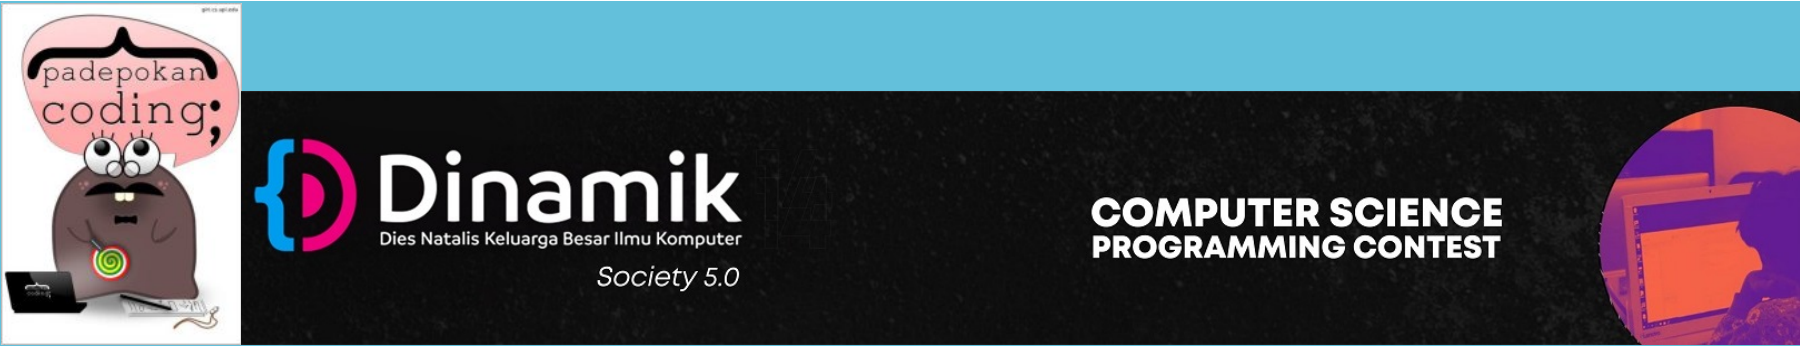 padepokan
coding;
Dinamik
Dies Natalis Keluarga Besar Ilmu Komputer
Society 5.0
COMPUTER SCIENCE
PROGRAMMING CONTEST